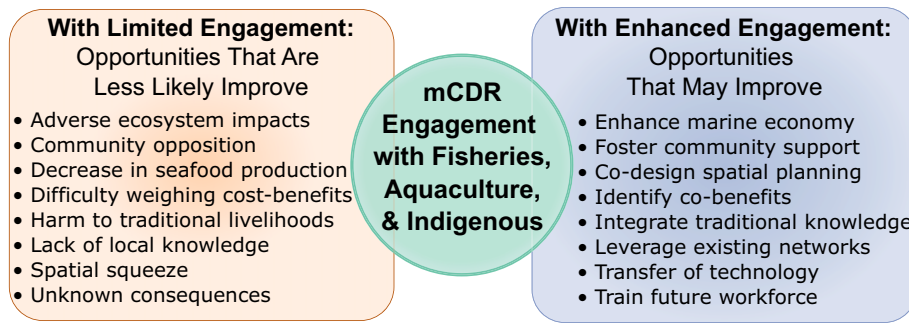 With Limited Engagement:
Opportunities That Are
Less Likely Improve
• Adverse ecosystem impacts
• Community opposition
• Decrease in seafood production
• Difficulty weighing cost-benefits
• Harm to traditional livelihoods
• Lack of local knowledge
• Spatial squeeze
• Unknown consequences
mCDR
Engagement
with Fisheries,
Aquaculture,
& Indigenous
With Enhanced Engagement:
Opportunities
That May Improve
• Enhance marine economy
• Foster community support
• Co-design spatial planning
• Identify co-benefits
• Integrate traditional knowledge
• Leverage existing networks
• Transfer of technology
• Train future workforce